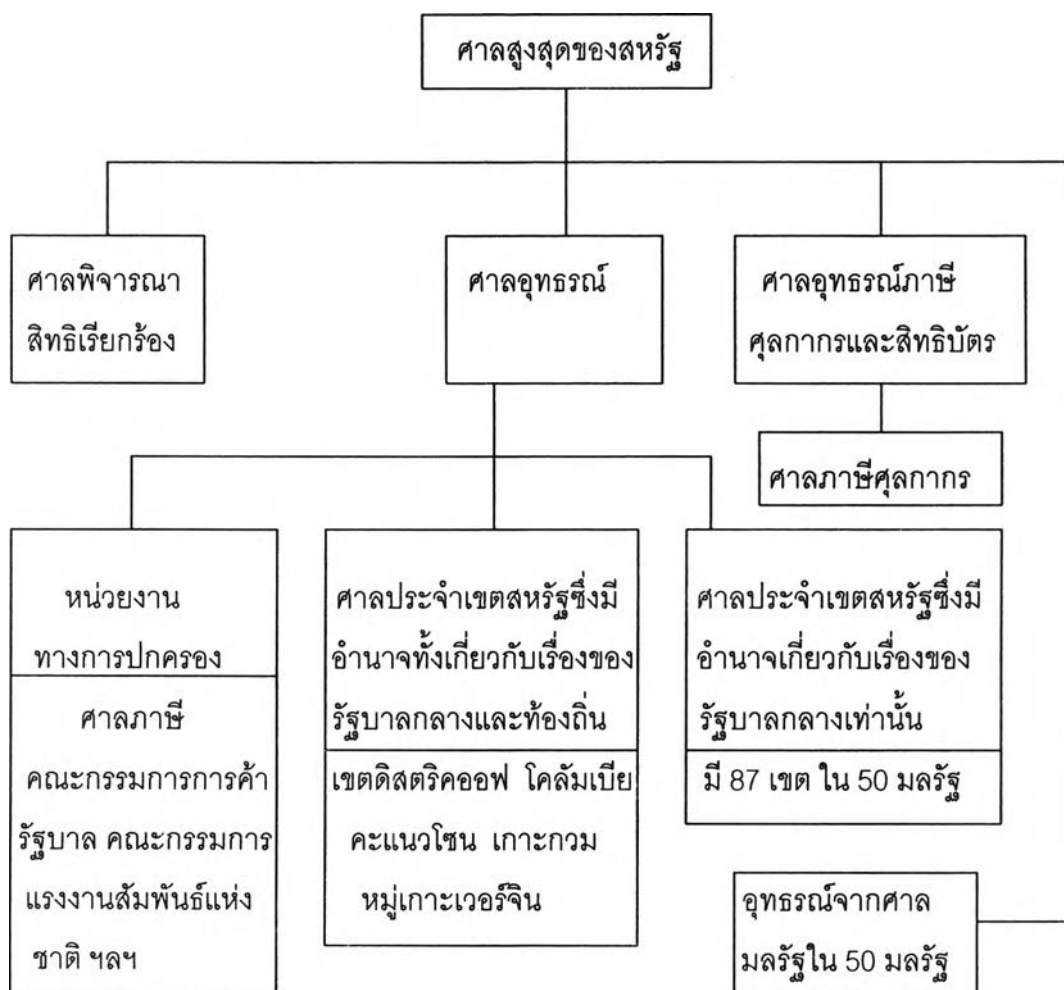 ศาลสูงสุดของสหรัฐ
ศาลพิจารณา
สิทธิเรียกร้อง
ศาลอุทธรณ์
ศาลอุทธรณ์ภาษี
ศุลกากรและสิทธิบัตร
ศาลภาษีศุลกากร
หน่วยงาน
ทางการปกครอง
ศาลภาษี
คณะกรรมการการค้า
รัฐบาล คณะกรรมการ
แรงงานสัมพันธ์แห่ง
ชาติ ฯลฯ
ศาลประจำเขตสหรัฐซึ่งมี
อำนาจทั้งเกี่ยวกับเรื่องของ
รัฐบาลกลางและท้องถิ่น
เขตดิสตริคออฟ โคลัมเบีย
คะแนวโซน เกาะกวม
หมู่เกาะเวอร์จิน
ศาลประจำเขตสหรัฐซึ่งมี
อำนาจเกี่ยวกับเรื่องของ
รัฐบาลกลางเท่านั้น
มี 87 เขต ใน 50 มลรัฐ
อุทธรณ์จากศาล
มลรัฐใน 50 มลรัฐ